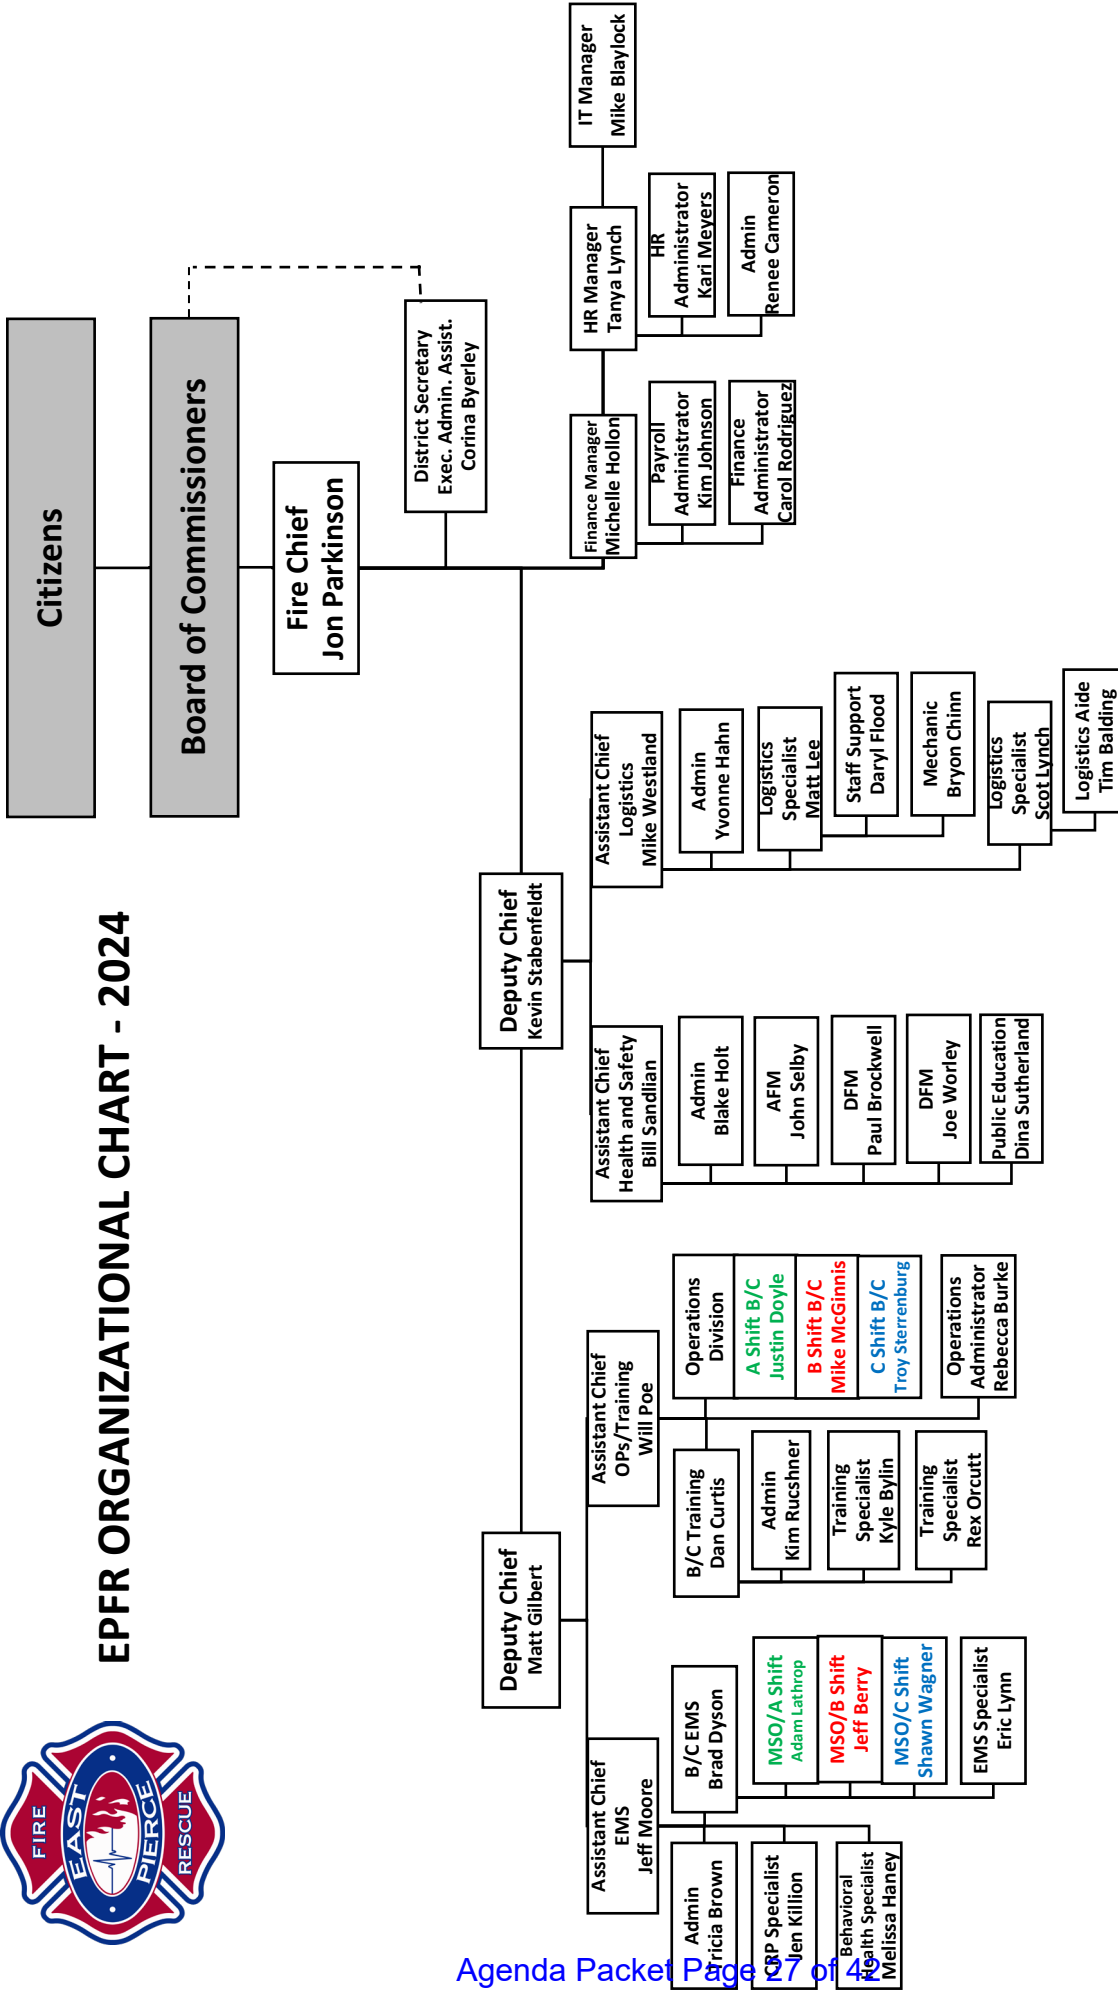 FIRE
EAST
PIERCE
RESCUE
EPFR ORGANIZATIONAL CHART - 2024
Citizens
Board of Commissioners
Fire Chief
Jon Parkinson
District Secretary
Exec. Admin. Assist.
Corina Byerley
Deputy Chief
Matt Gilbert
Deputy Chief
Kevin Stabenfeldt
Finance Manager
Michelle Hollon
HR Manager
Tanya Lynch
IT Manager
Mike Blaylock
Payroll
Administrator
Kim Johnson
Finance
Administrator
Carol Rodriguez
HR
Administrator
Kari Meyers
Admin
Renee Cameron
Assistant Chief
EMS
Jeff Moore
Admin
Tricia Brown
CRP Specialist
Jen Killion
Behavioral
Health Specialist
Melissa Haney
B/C EMS
Brad Dyson
MSO/A Shift
Adam Lathrop
MSO/B Shift
Jeff Berry
MSO/C Shift
Shawn Wagner
EMS Specialist
Eric Lynn
Assistant Chief
OPs/Training
Will Poe
B/C Training
Dan Curtis
Admin
Kim Rucshner
Training
Specialist
Kyle Bylin
Training
Specialist
Rex Orcutt
Operations
Division
A Shift B/C
Justin Doyle
B Shift B/C
Mike McGinnis
C Shift B/C
Troy Sterrenburg
Operations
Administrator
Rebecca Burke
Assistant Chief
Health and Safety
Bill Sandlian
Admin
Blake Holt
AFM
John Selby
DFM
Paul Brockwell
DFM
Joe Worley
Public Education
Dina Sutherland
Assistant Chief
Logistics
Mike Westland
Admin
Yvonne Hahn
Logistics
Specialist
Matt Lee
Staff Support
Daryl Flood
Mechanic
Bryon Chinn
Logistics
Specialist
Scot Lynch
Logistics Aide
Tim Balding
Agenda Packet Page 27 of 42